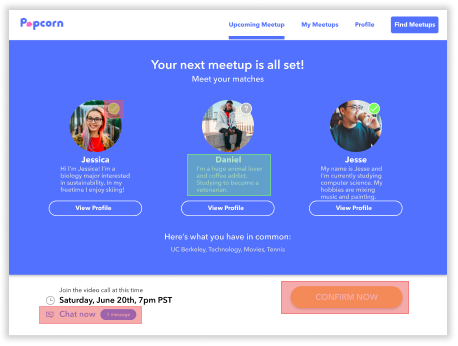 Popcorn
Upcoming Meetup My Meetups Profile Find Meetups
Your next meetup is all set!
Meet your matches
?
Jessica
Hi I'm Jessica! I'm a
biology major interested
in sustainability. In my
freetime I enjoy skiing!
View Profile
Daniel
I'm a huge animal lover
and coffee addict.
Studying to become a
vetenarian.
View Profile
Jesse
My name is Jesse and
I'm currently studying
computer science. My
hobbies are mixing
music and painting.
View Profile
Here's what you have in common:
UC Berkeley, Technology, Movies, Tennis
Join the video call at this time
Saturday, June 20th, 7pm PST
Chat now 1 message
CONFIRM NOW